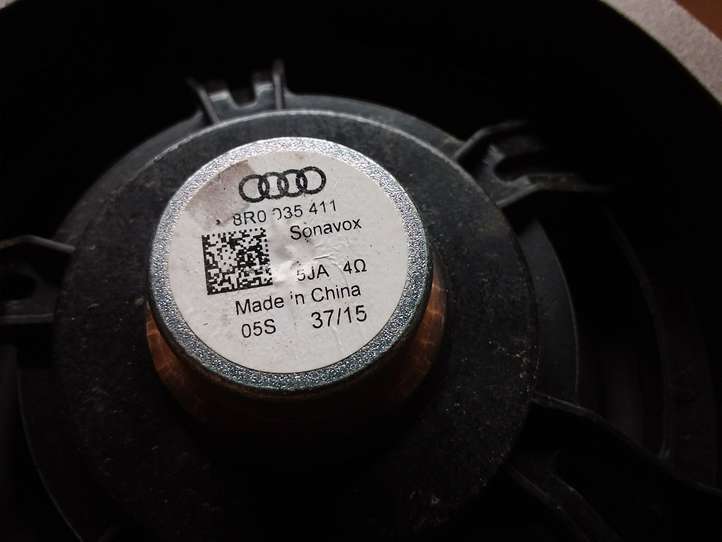 8R0 035 411
Sonavox
5JA 4Ω
Made in China
05S 37/15